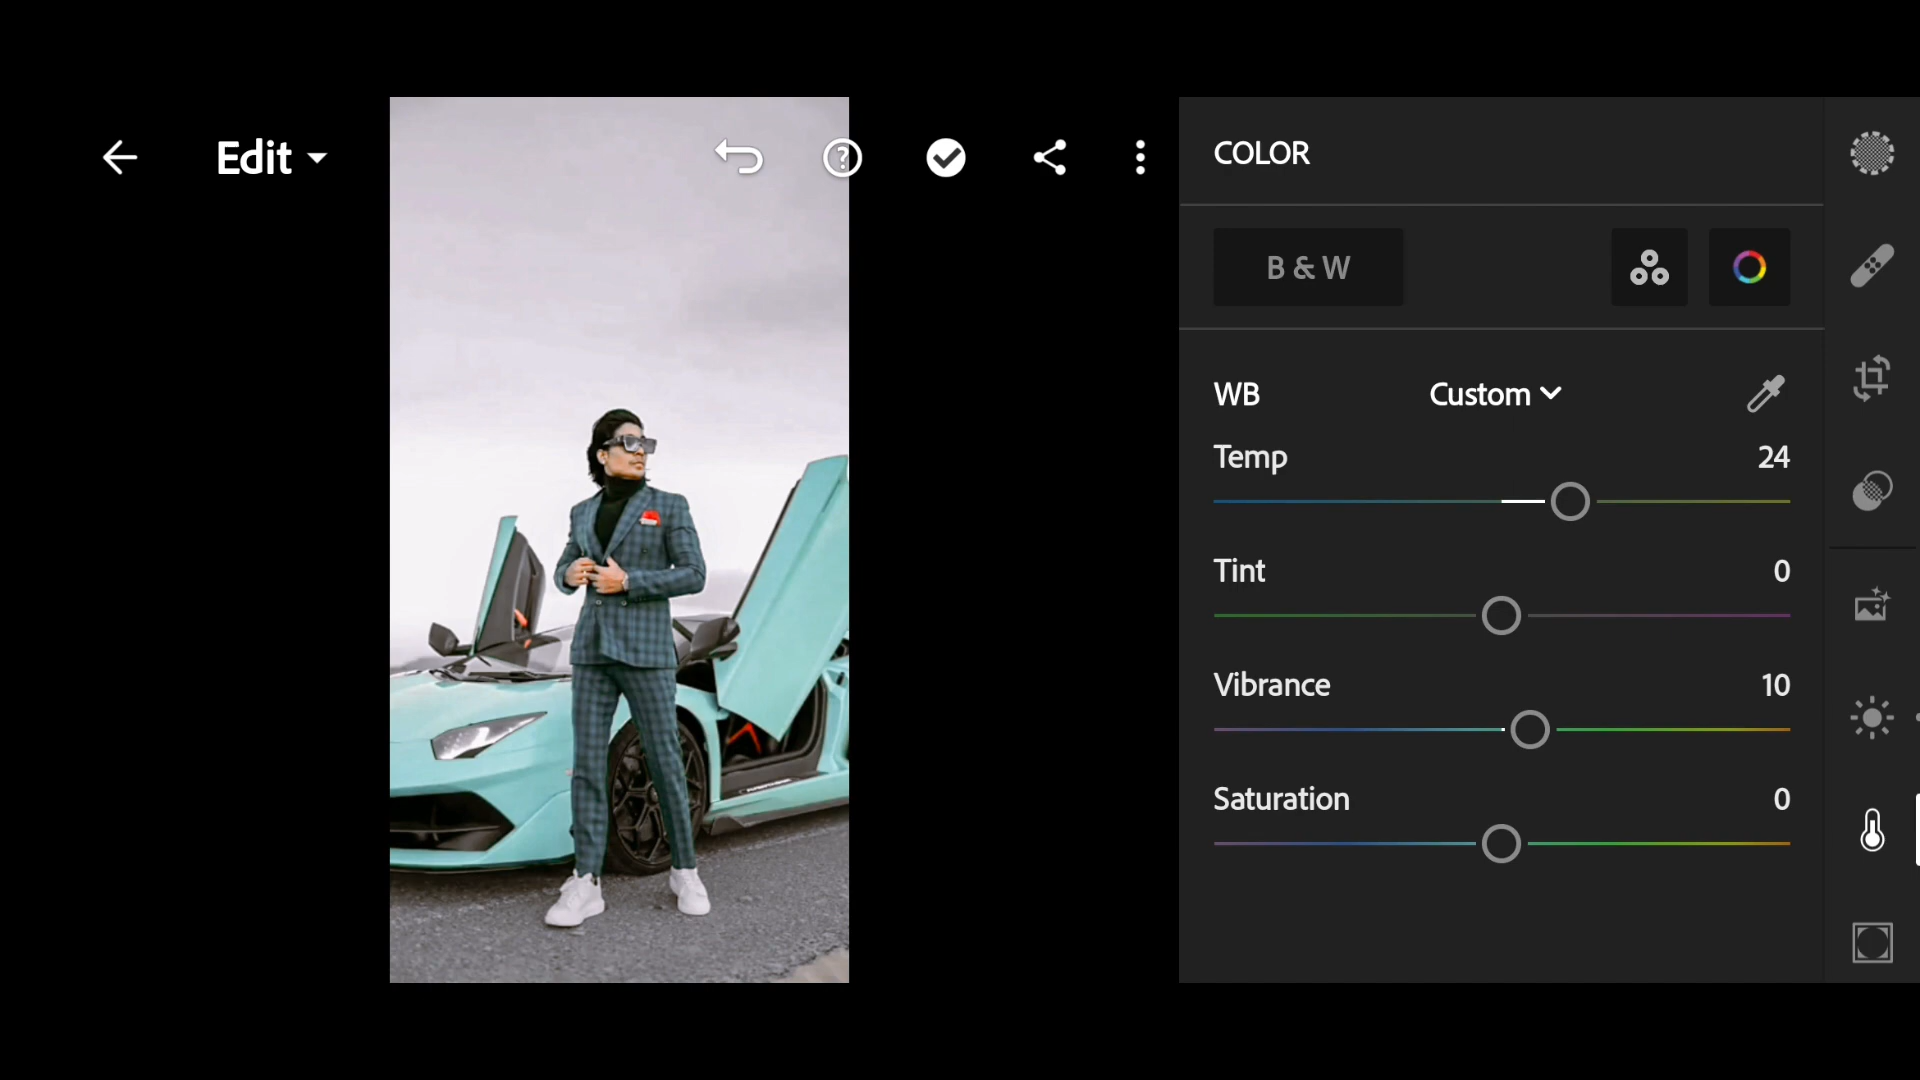 Edit
COLOR
B & W
WB Custom
Temp 24
Tint 0
Vibrance 10
Saturation 0